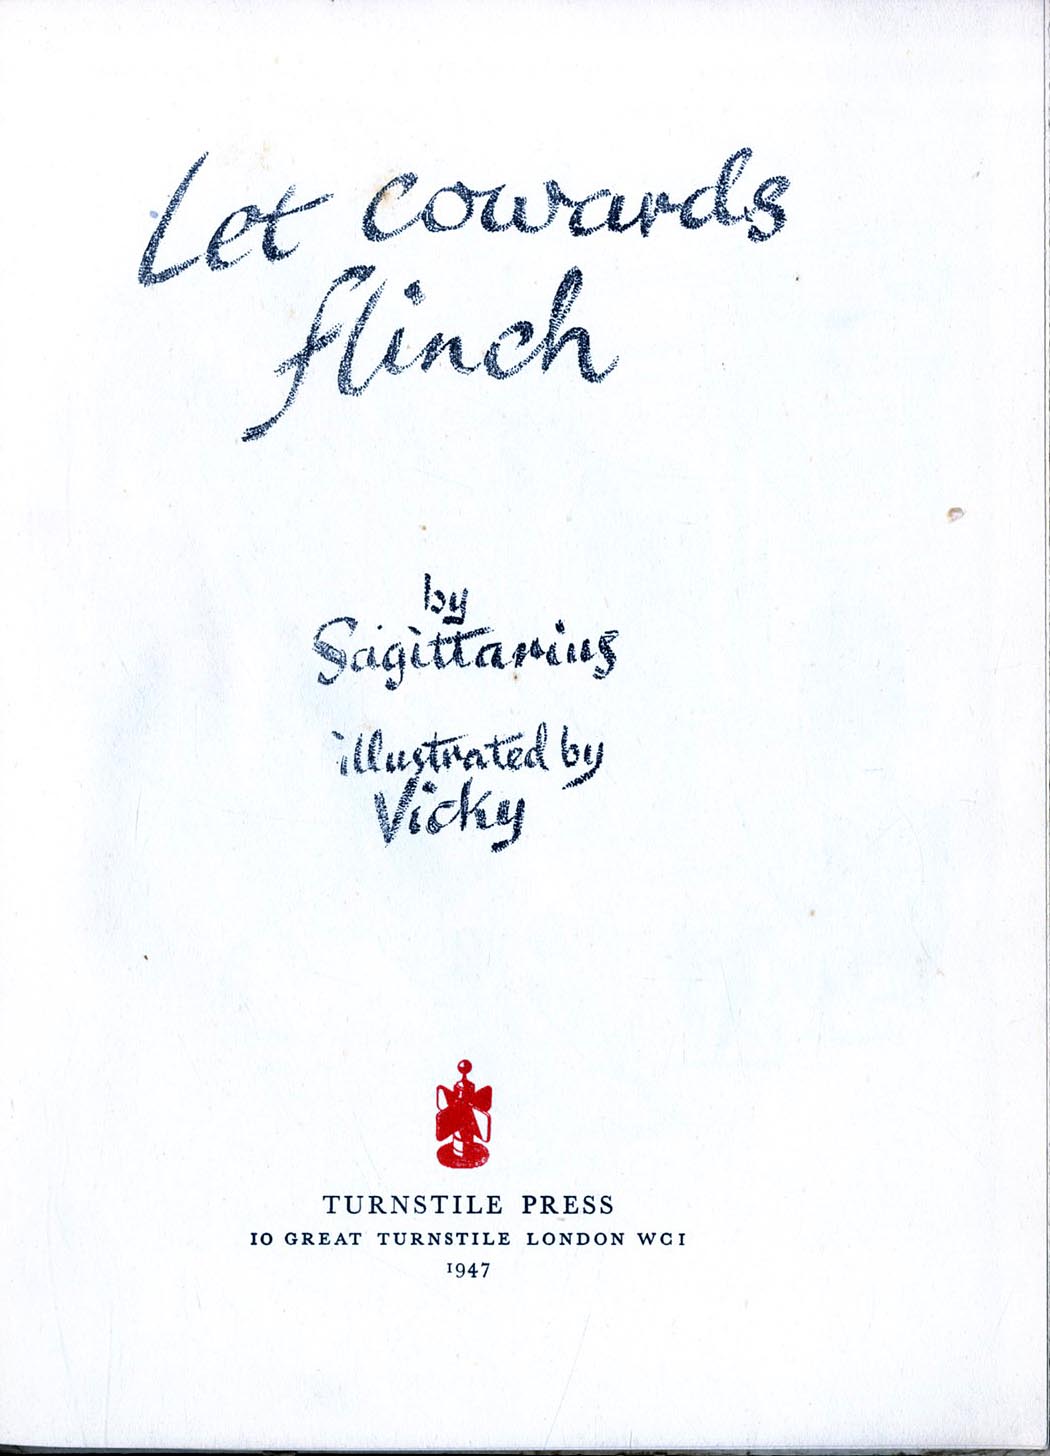 Let cowards
flinch
by
Sagittarius
illustrated by
Vicky
TURNSTILE PRESS
10 GREAT TURNSTILE LONDON WC1
1947